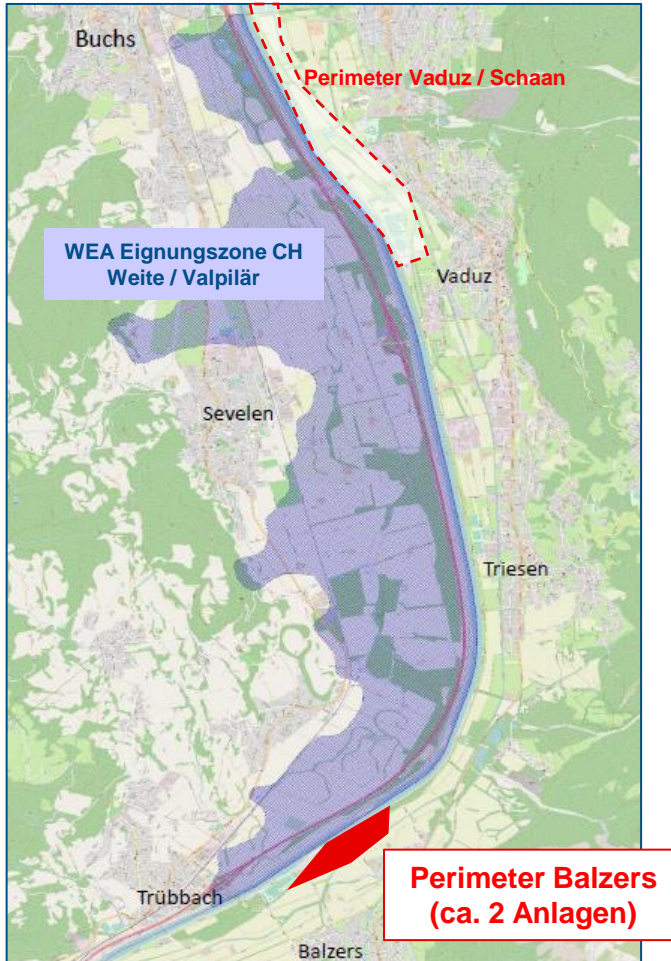 Buchs
Perimeter Vaduz / Schaan
WEA Eignungszone CH
Weite / Valpilär
Vaduz
Sevelen
Triesen
Trübbach
Perimeter Balzers
(ca. 2 Anlagen)
Balzers